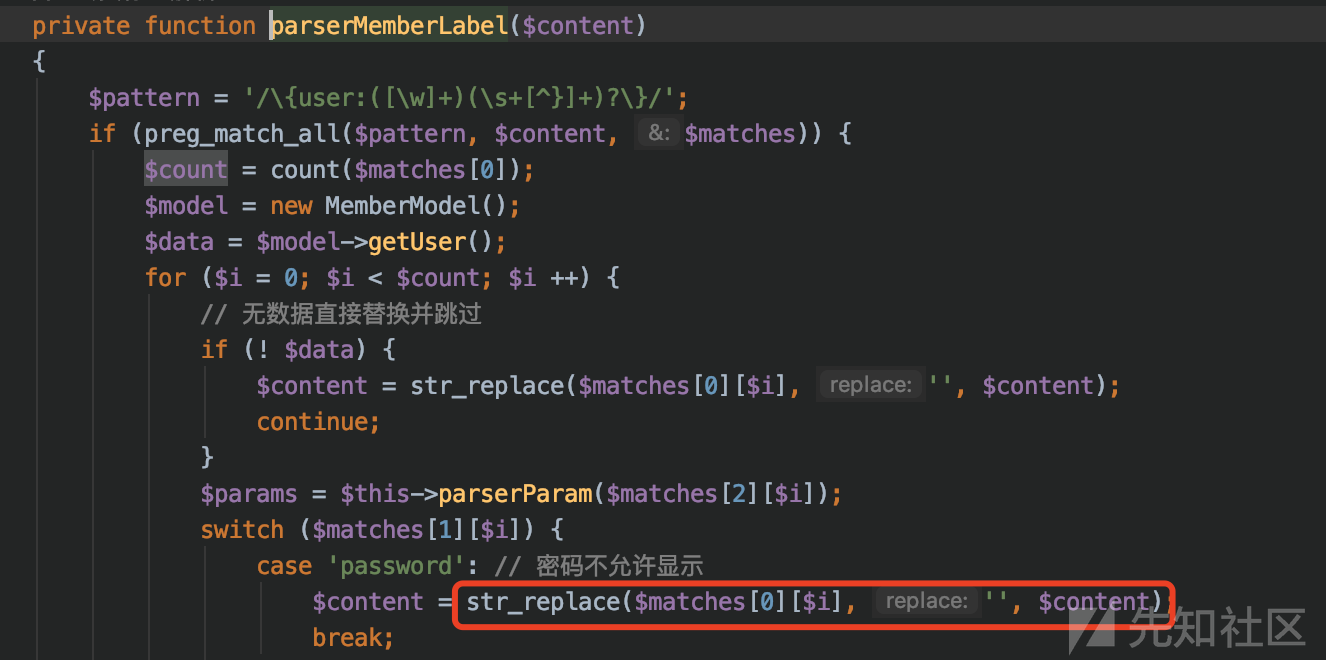 private function parserMemberLabel($content)
{
$pattern = '/\{user:([\w]+)(\s+[^}]+)?\}/';
if (preg_match_all($pattern, $content, &: $matches)) {
$count = count($matches[0]);
$model = new MemberModel();
$data = $model->getUser();
for ($i = 0; $i < $count; $i ++) {
// 无数据直接替换并跳过
if (! $data) {
$content = str_replace($matches[0][$i], replace: '', $content);
continue;
}
$params = $this->parserParam($matches[2][$i]);
switch ($matches[1][$i]) {
case 'password': // 密码不允许显示
$content = str_replace($matches[0][$i], replace: '', $content);
break;
先知社区